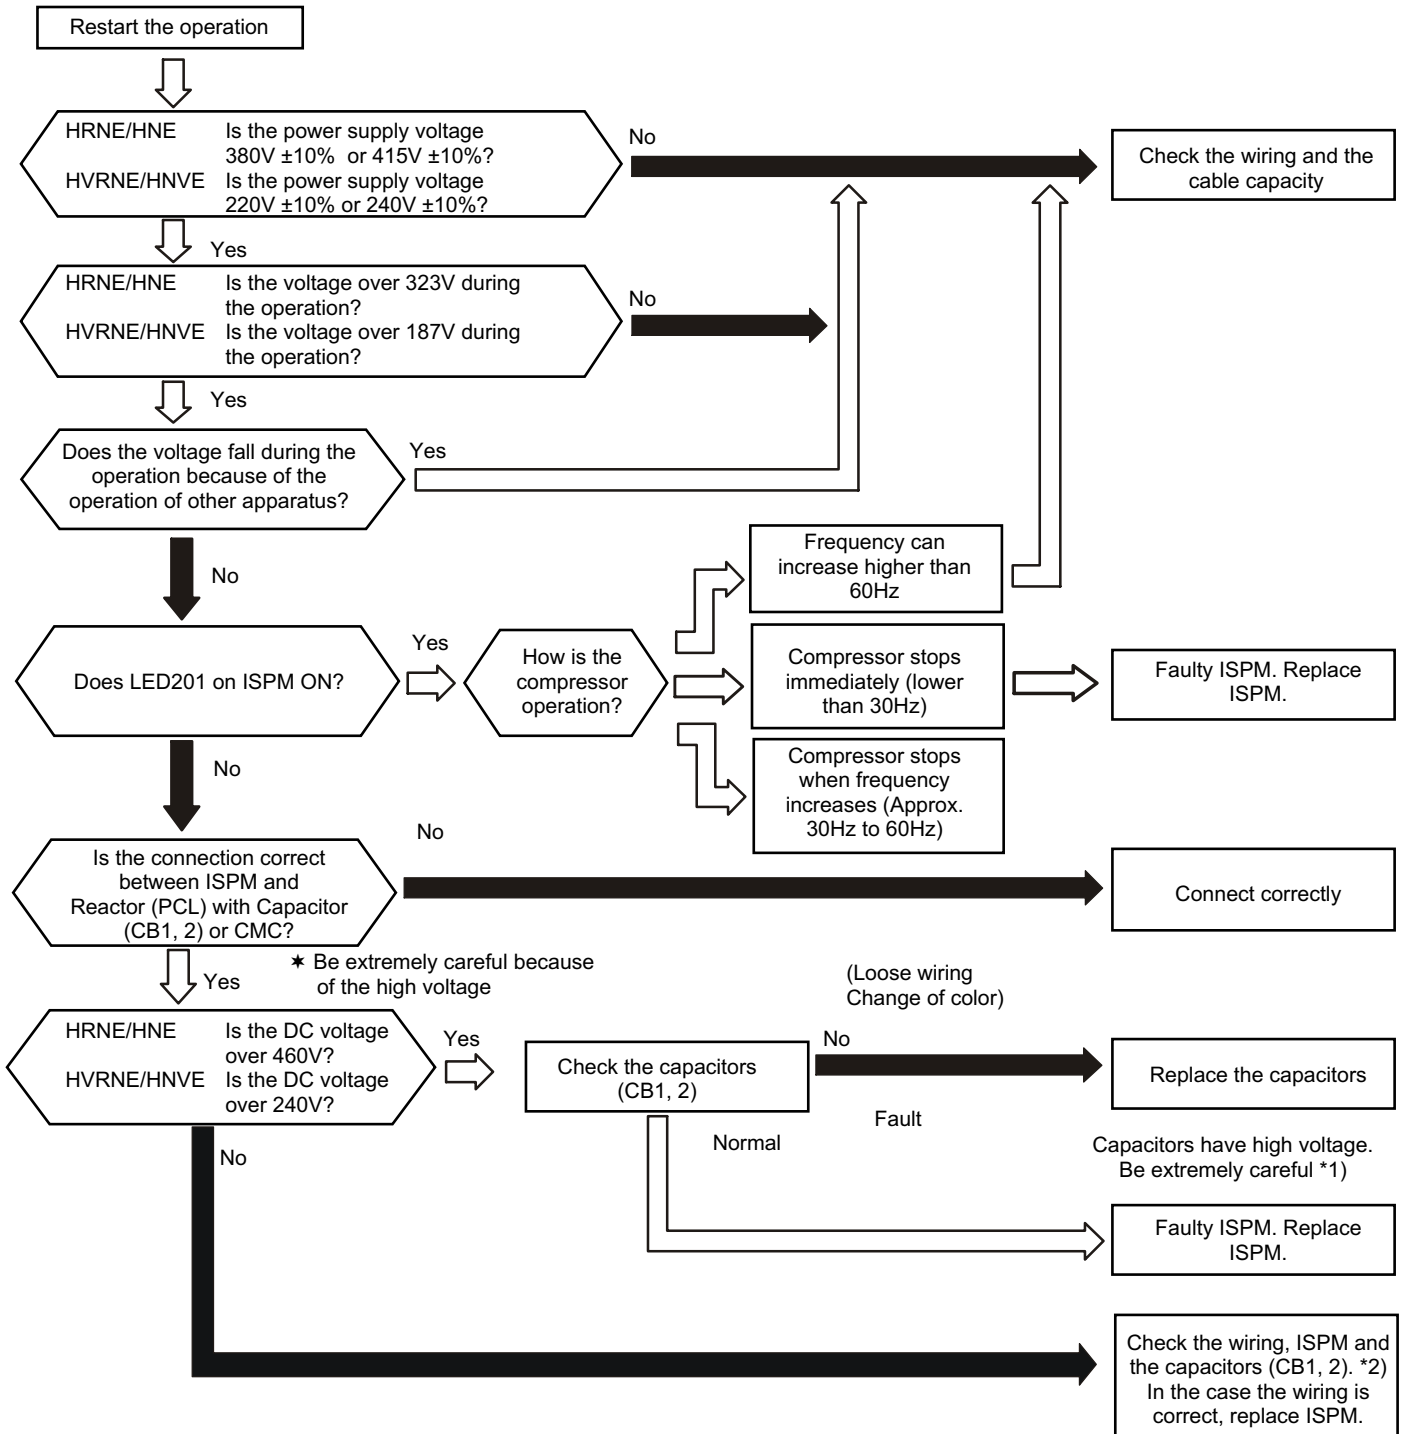 Restart the operation
HRNE/HNE Is the power supply voltage
380V ±10% or 415V ±10%?
HVRNE/HNVE Is the power supply voltage
220V ±10% or 240V ±10%?
No
Check the wiring and the
cable capacity
Yes
HRNE/HNE Is the voltage over 323V during
the operation?
HVRNE/HNVE Is the voltage over 187V during
the operation?
No
Yes
Does the voltage fall during the
operation because of the
operation of other apparatus?
Yes
No
Frequency can
increase higher than
60Hz
Does LED201 on ISPM ON?
Yes
How is the
compressor
operation?
Compressor stops
immediately (lower
than 30Hz)
Faulty ISPM. Replace
ISPM.
Compressor stops
when frequency
increases (Approx.
30Hz to 60Hz)
No
Is the connection correct
between ISPM and
Reactor (PCL) with Capacitor
(CB1, 2) or CMC?
No
Connect correctly
Yes
✶ Be extremely careful because
of the high voltage
(Loose wiring
Change of color)
HRNE/HNE Is the DC voltage
over 460V?
HVRNE/HNVE Is the DC voltage
over 240V?
Yes
Check the capacitors
(CB1, 2)
No
Fault
Replace the capacitors
Normal
Capacitors have high voltage.
Be extremely careful *1)
Faulty ISPM. Replace
ISPM.
No
Check the wiring, ISPM and
the capacitors (CB1, 2). *2)
In the case the wiring is
correct, replace ISPM.